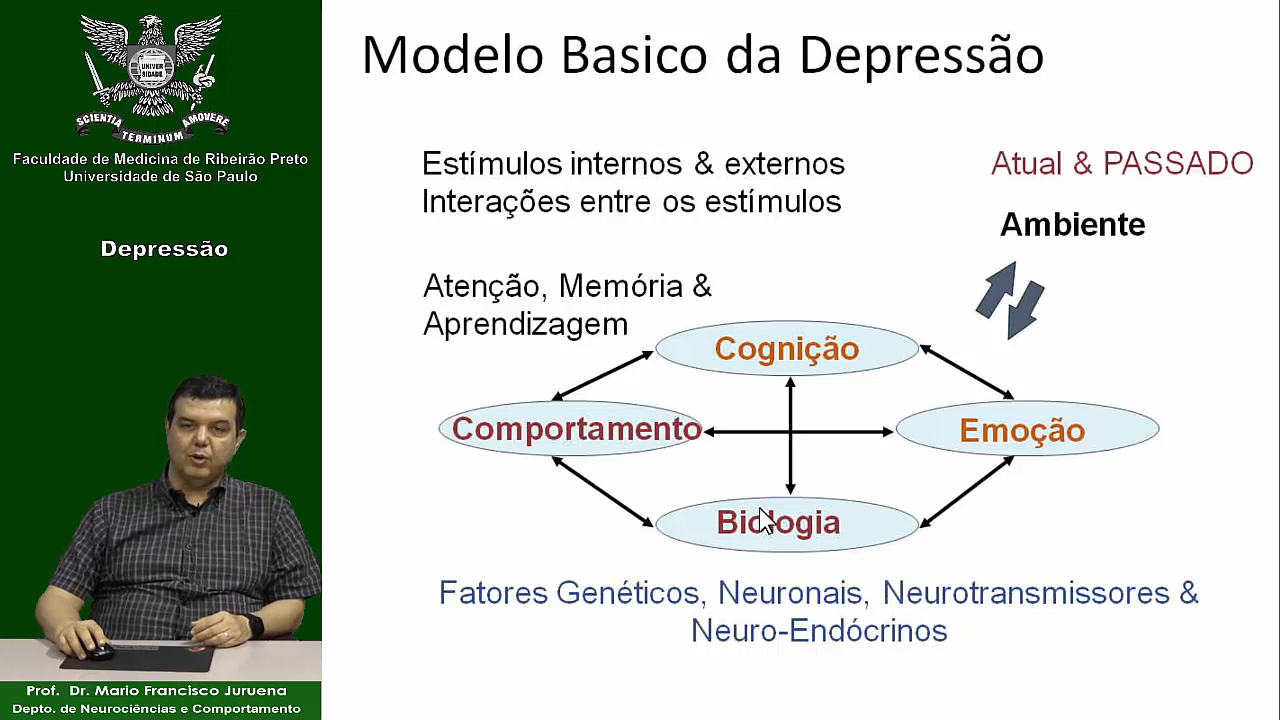 UNIVER
SIDADE
SCIENTIA
TERMINUM
AMOVERE
Faculdade de Medicina de Ribeirão Preto
Universidade de São Paulo
Depressão
Prof. Dr. Mario Francisco Juruena
Depto. de Neurociências e Comportamento
Modelo Basico da Depressão
Estímulos internos & externos
Interações entre os estímulos
Atual & PASSADO
Ambiente
Atenção, Memória &
Aprendizagem
Cognição
Comportamento
Emoção
Biologia
Fatores Genéticos, Neuronais, Neurotransmissores &
Neuro-Endócrinos